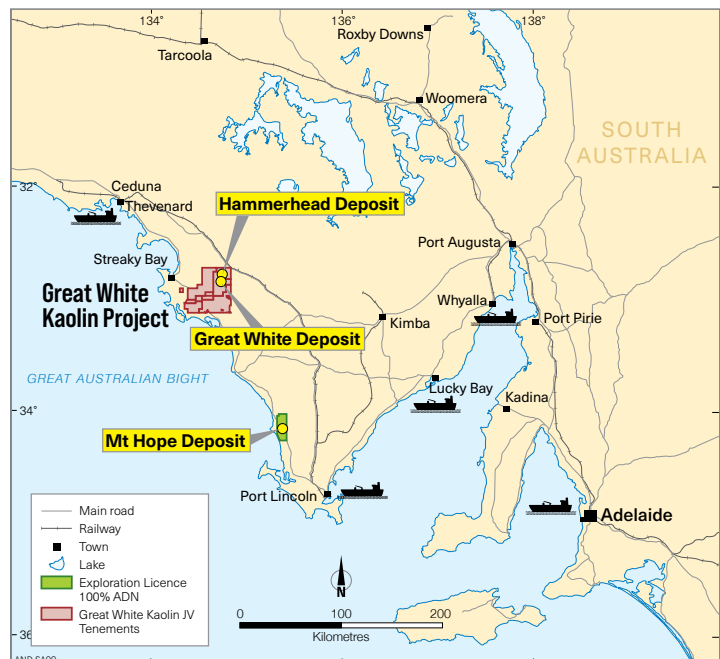 134°
136°
138°
Roxby Downs
Tarcoola
Woomera
SOUTH
AUSTRALIA
32°
Ceduna
Thevenard
Hammerhead Deposit
Port Augusta
Streaky Bay
Great White
Kaolin Project
Whyalla
Kimba
Port Pirie
Great White Deposit
GREAT AUSTRALIAN BIGHT
Lucky Bay
Kadina
34°
Mt Hope Deposit
Port Lincoln
Adelaide
Main road
Railway
Town
Lake
Exploration Licence
100% ADN
Great White Kaolin JV
Tenements
N
0
100
200
Kilometres
36°